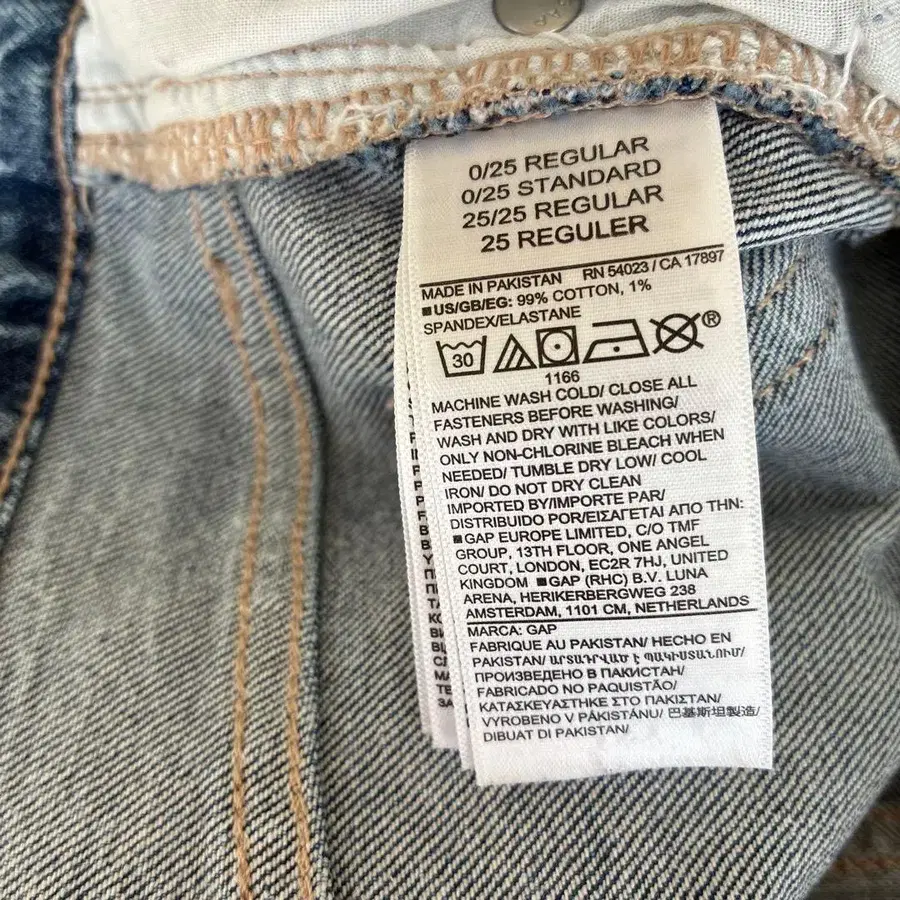 0/25 REGULAR
0/25 STANDARD
25/25 REGULAR
25 REGULER
MADE IN PAKISTAN RN 54023 / CA 17897
■US/GB/EG: 99% COTTON, 1%
SPANDEX/ELASTANE
30 ®
1166
MACHINE WASH COLD/ CLOSE ALL
FASTENERS BEFORE WASHING/
WASH AND DRY WITH LIKE COLORS/
ONLY NON-CHLORINE BLEACH WHEN
NEEDED/ TUMBLE DRY LOW/ COOL
IRON/ DO NOT DRY CLEAN
IMPORTED BY/IMPORTE PAR/
DISTRIBUIDO POR/ΕΙΣΑΓΕΤΑΙ ΑΠΟ ΤΗΝ:
■GAP EUROPE LIMITED, C/O TMF
GROUP, 13TH FLOOR, ONE ANGEL
COURT, LONDON, EC2R 7HJ, UNITED
KINGDOM ■GAP (RHC) B.V. LUNA
ARENA, HERIKERBERGWEG 238
AMSTERDAM, 1101 CM, NETHERLANDS
MARCA: GAP
FABRIQUE AU PAKISTAN/ HECHO EN
PAKISTAN/ ԱՐՏԱԴՐՎԱԾ Է ՊԱԿԻՍՏԱՆՈՒՄ/
ПРОИЗВЕДЕНО В ПАКИСТАН/
FABRICADO NO PAQUISTÃO/
ΚΑΤΑΣΚΕΥΑΣΤΗΚΕ ΣΤΟ ΠΑΚΙΣΤΑΝ/
VYROBENO V PÁKISTÁNU/ 巴基斯坦製造/
DIBUAT DI PAKISTAN/